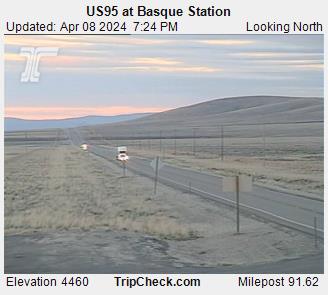 US95 at Basque Station
Updated: Apr 08 2024 7:24 PM Looking North
Elevation 4460 TripCheck.com Milepost 91.62